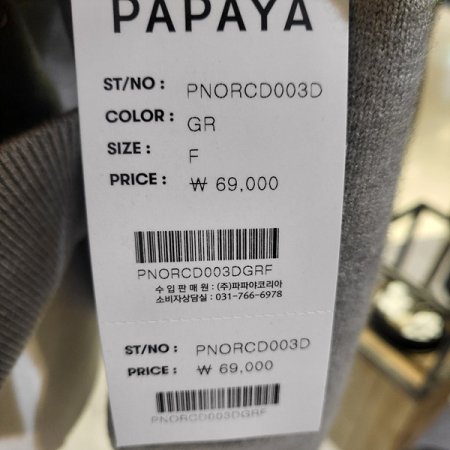 PAPAYA
ST/NO : PNORCD003D
COLOR : GR
SIZE : F
PRICE : ₩ 69,000
PNORCD003DGRF
수 입 판 매 원 : (주)파파야코리아
소비자상담실 : 031-766-6978
ST/NO : PNORCD003D
PRICE : ₩ 69,000
PNORCD003DGRF